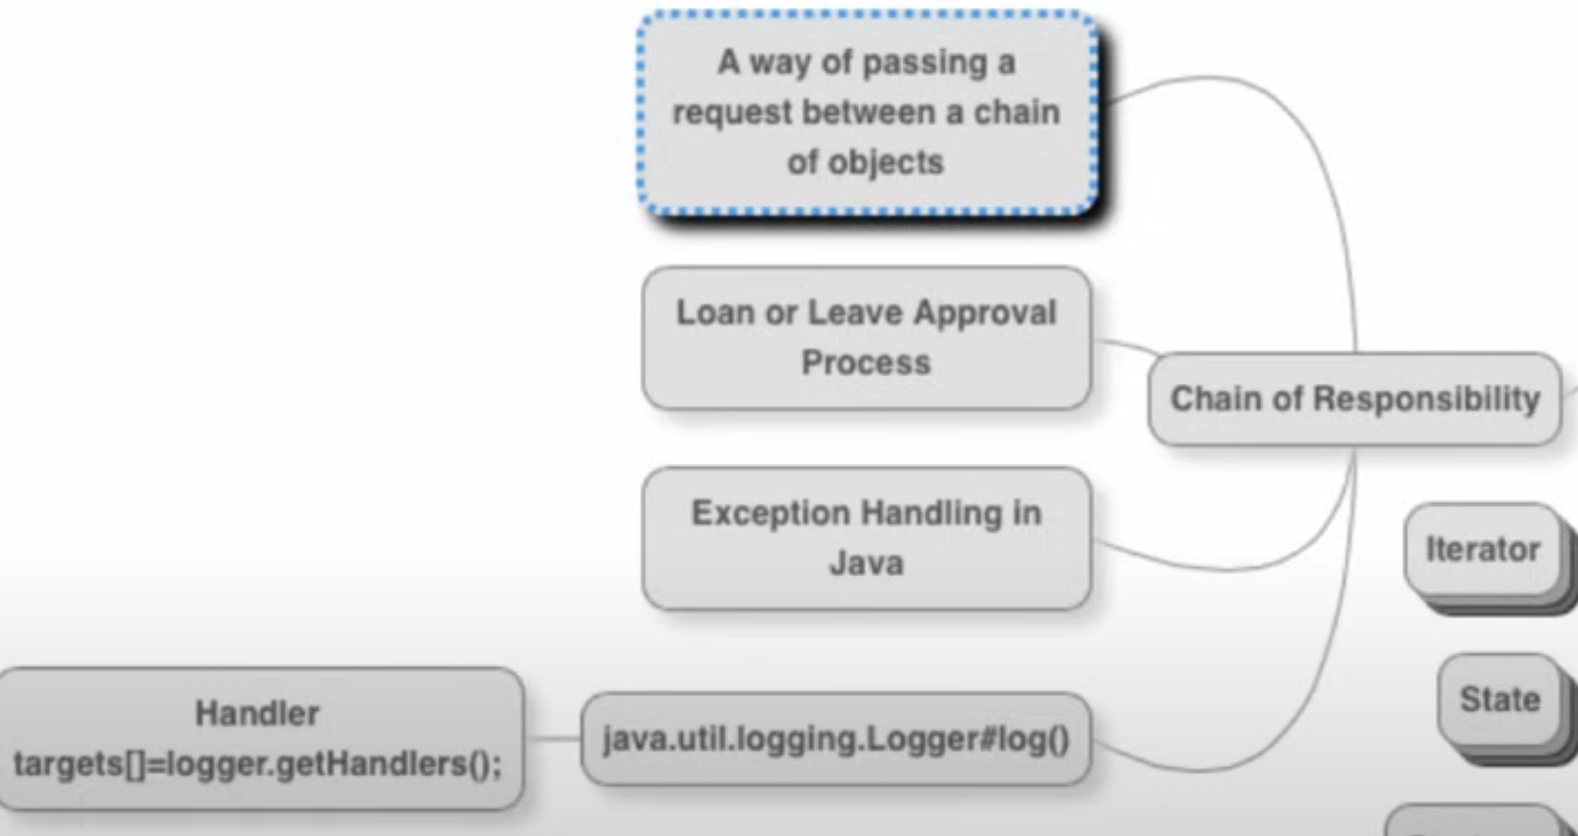 A way of passing a
request between a chain
of objects
Loan or Leave Approval
Process
Chain of Responsibility
Exception Handling in
Java
Iterator
State
Handler
targets[]=logger.getHandlers();
java.util.logging.Logger#log()